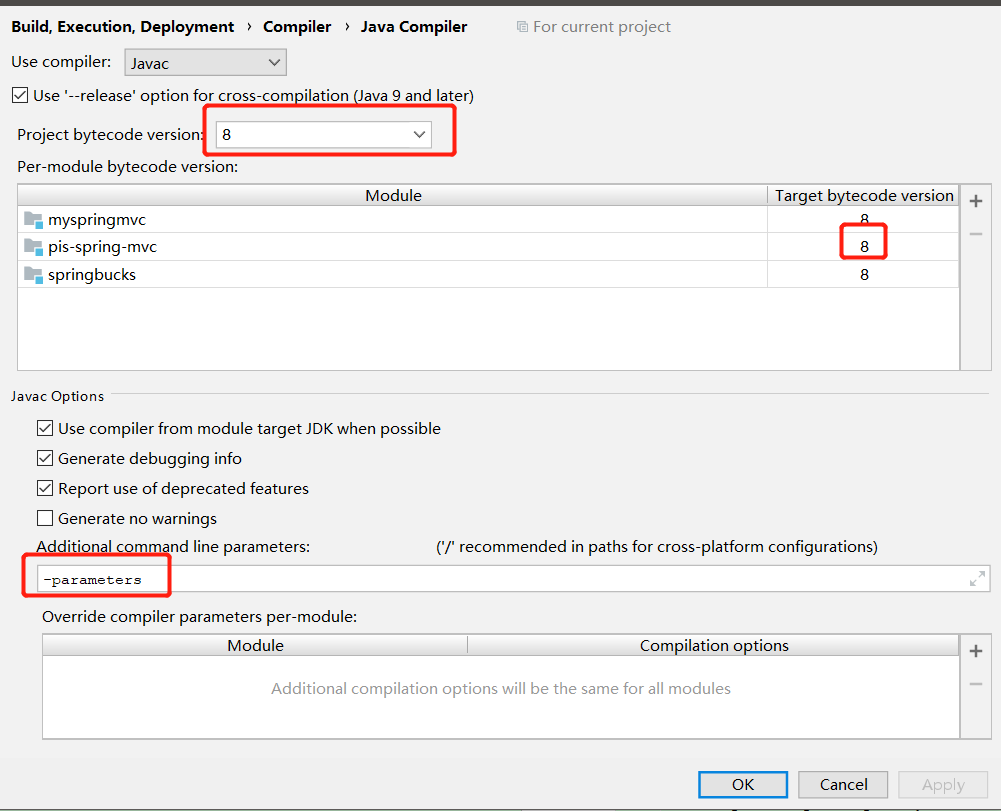 Build, Execution, Deployment › Compiler › Java Compiler For current project
Use compiler: Javac
Use '--release' option for cross-compilation (Java 9 and later)
Project bytecode version: 8
Per-module bytecode version:
Module Target bytecode version
myspringmvc 8
pis-spring-mvc 8
springbucks 8
Javac Options
Use compiler from module target JDK when possible
Generate debugging info
Report use of deprecated features
Generate no warnings
Additional command line parameters: ('/' recommended in paths for cross-platform configurations)
-parameters
Override compiler parameters per-module:
Module Compilation options
Additional compilation options will be the same for all modules
OK Cancel Apply